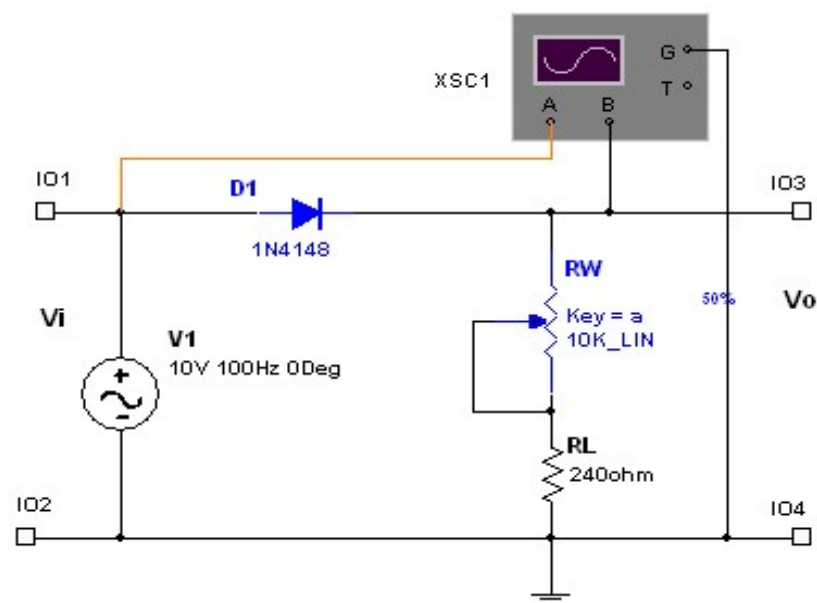 G
XSC1
T
A B
IO1
D1
IO3
1N4148
RW
50%
Vo
Vi
Key = a
V1
10K_LIN
10V 100Hz 0Deg
+
-
RL
240ohm
IO2
IO4